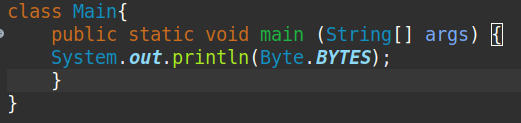 class Main{
    public static void main (String[] args) {
    System.out.println(Byte.BYTES);
    }
}